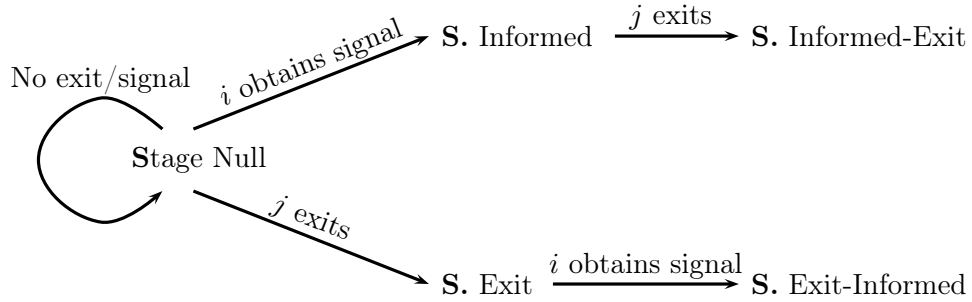 j exits
S. Informed
S. Informed-Exit
i obtains signal
No exit/signal
Stage Null
j exits
i obtains signal
S. Exit
S. Exit-Informed